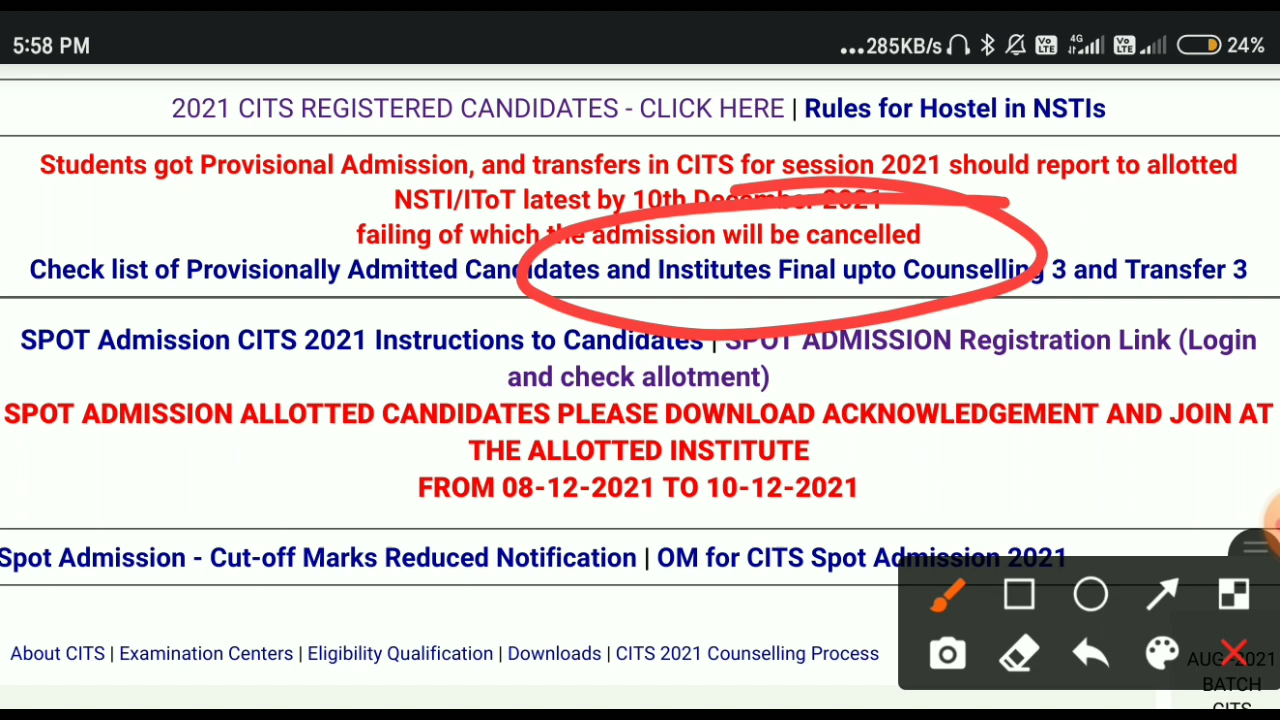 5:58 PM
...285KB/s 4G Vo LTE Vo LTE 24%
2021 CITS REGISTERED CANDIDATES - CLICK HERE | Rules for Hostel in NSTIs
Students got Provisional Admission, and transfers in CITS for session 2021 should report to allotted
NSTI/IToT latest by 10th December 2021
failing of which the admission will be cancelled
Check list of Provisionally Admitted Candidates and Institutes Final upto Counselling 3 and Transfer 3
SPOT Admission CITS 2021 Instructions to Candidates | SPOT ADMISSION Registration Link (Login
and check allotment)
SPOT ADMISSION ALLOTTED CANDIDATES PLEASE DOWNLOAD ACKNOWLEDGEMENT AND JOIN AT
THE ALLOTTED INSTITUTE
FROM 08-12-2021 TO 10-12-2021
Spot Admission - Cut-off Marks Reduced Notification | OM for CITS Spot Admission 2021
About CITS | Examination Centers | Eligibility Qualification | Downloads | CITS 2021 Counselling Process
AUG-2021
BATCH
CITS